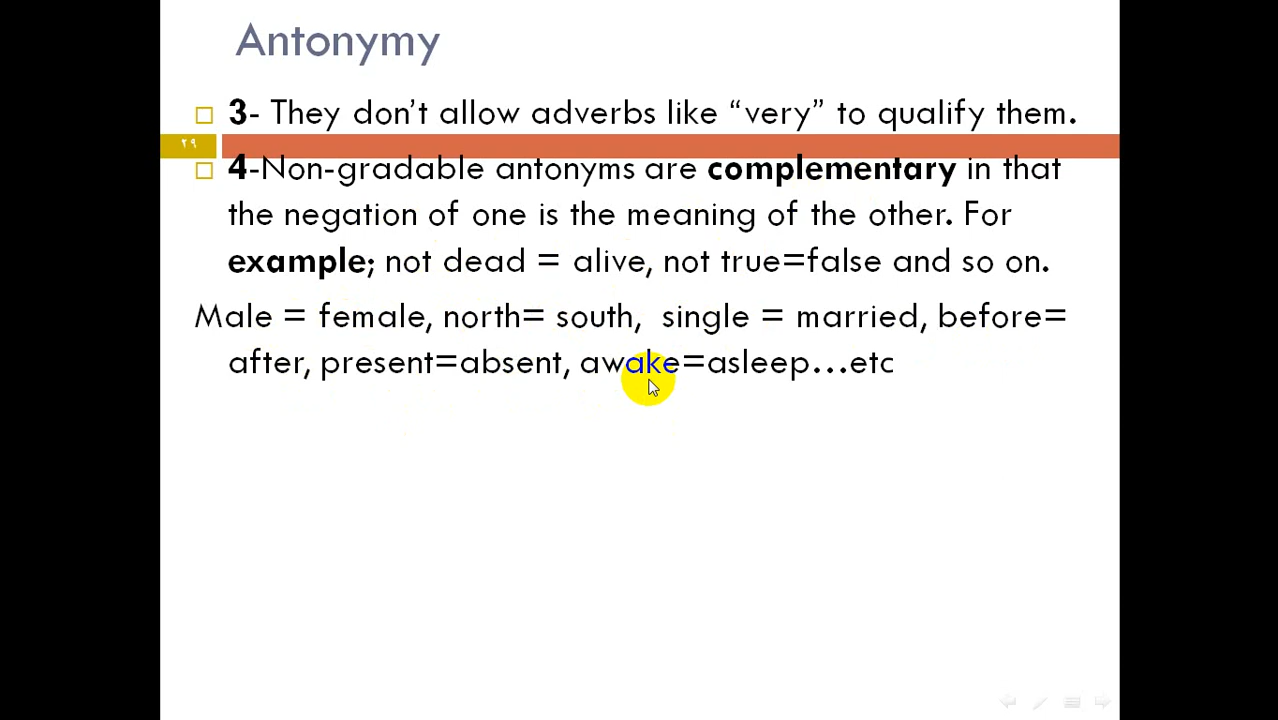 Antonymy
3- They don’t allow adverbs like “very” to qualify them.
٢٩
4-Non-gradable antonyms are complementary in that
the negation of one is the meaning of the other. For
example; not dead = alive, not true=false and so on.
Male = female, north= south,  single = married, before=
after, present=absent, awake=asleep...etc